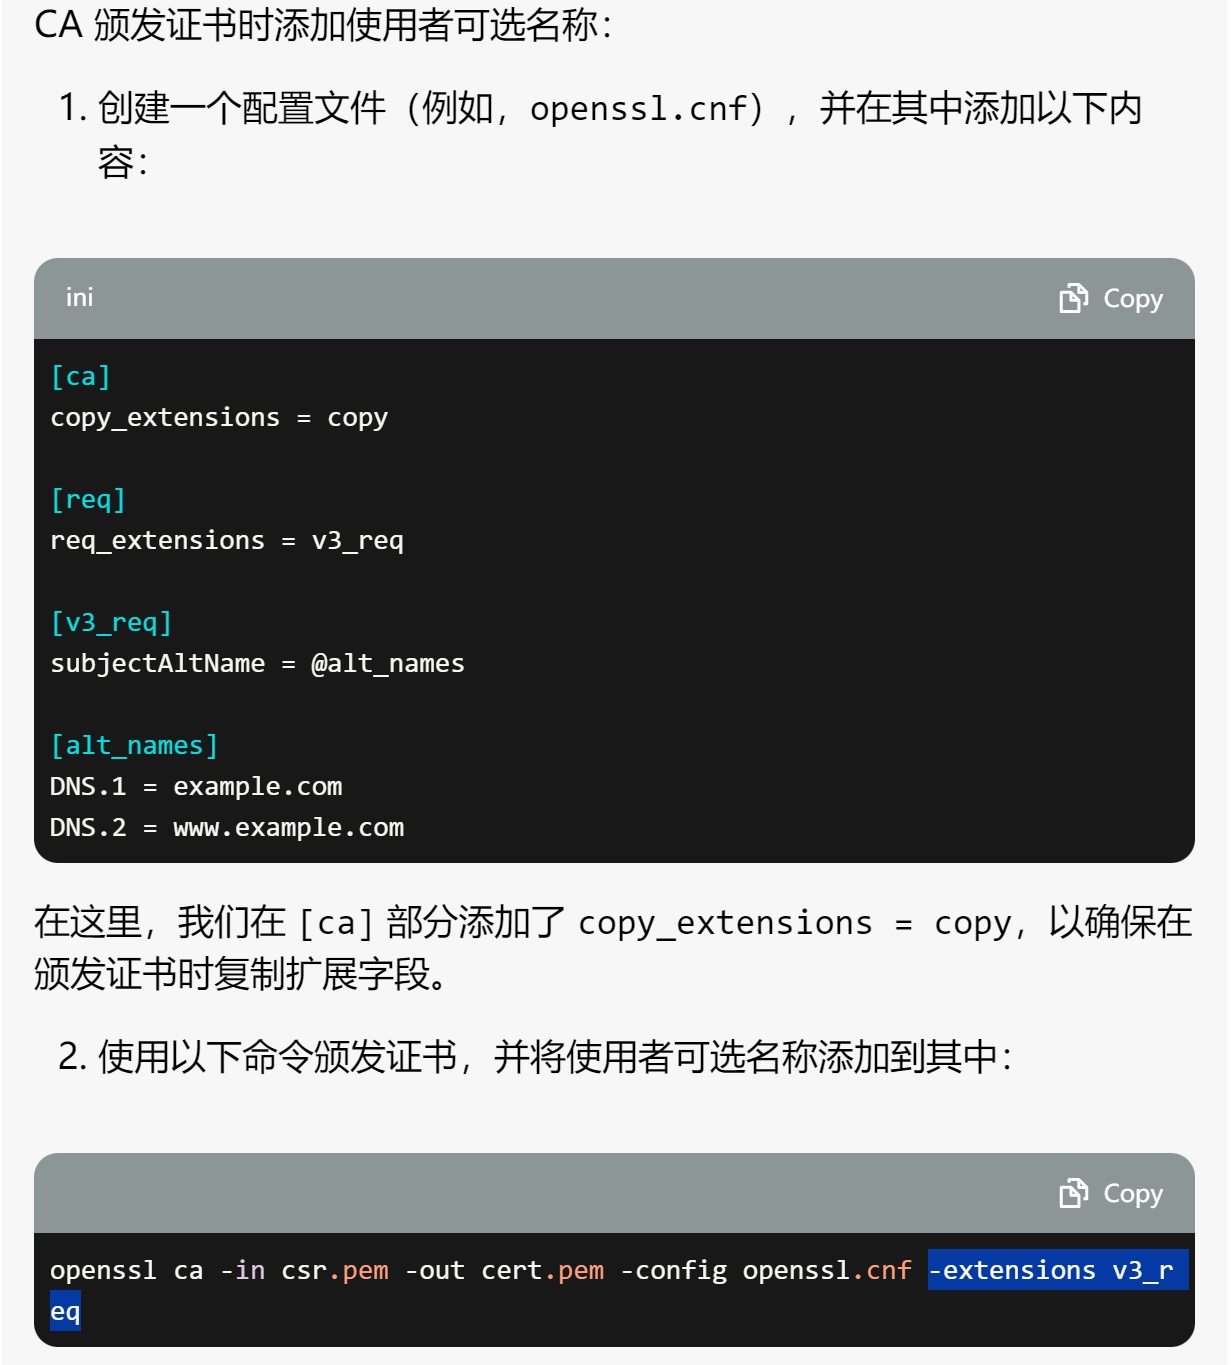 CA 颁发证书时添加使用者可选名称：
1. 创建一个配置文件（例如，openssl.cnf），并在其中添加以下内
容：
ini
Copy
[ca]
copy_extensions = copy
[req]
req_extensions = v3_req
[v3_req]
subjectAltName = @alt_names
[alt_names]
DNS.1 = example.com
DNS.2 = www.example.com
在这里，我们在 [ca] 部分添加了 copy_extensions = copy，以确保在
颁发证书时复制扩展字段。
2. 使用以下命令颁发证书，并将使用者可选名称添加到其中：
Copy
openssl ca -in csr.pem -out cert.pem -config openssl.cnf -extensions v3_r
eq